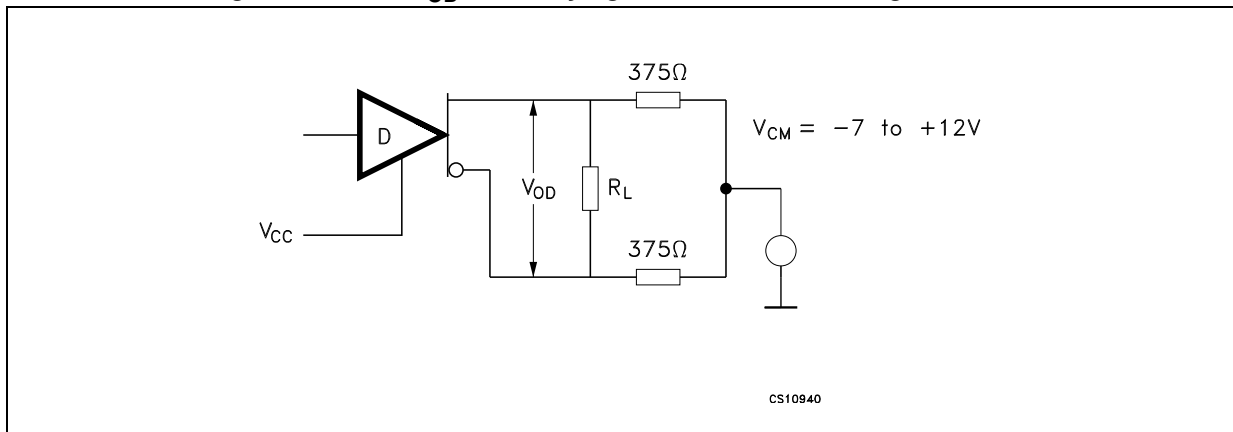 375Ω
V_CM = -7 to +12V
D
V_OD
R_L
V_CC
375Ω
CS10940